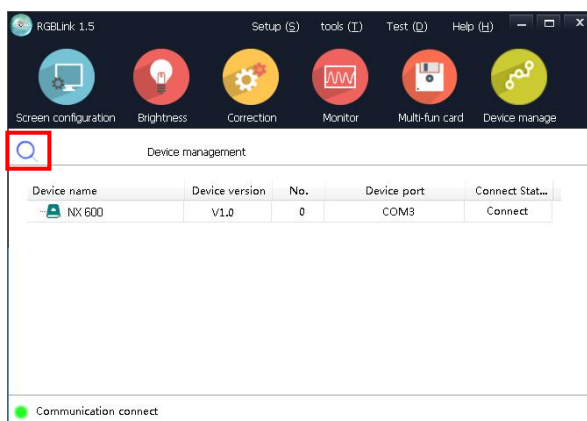 RGBLink 1.5 Setup (S) tools (T) Test (D) Help (H)
Screen configuration Brightness Correction Monitor Multi-fun card Device manage
Device management
Device name Device version No. Device port Connect Stat...
NX 600 V1.0 0 COM3 Connect
Communication connect